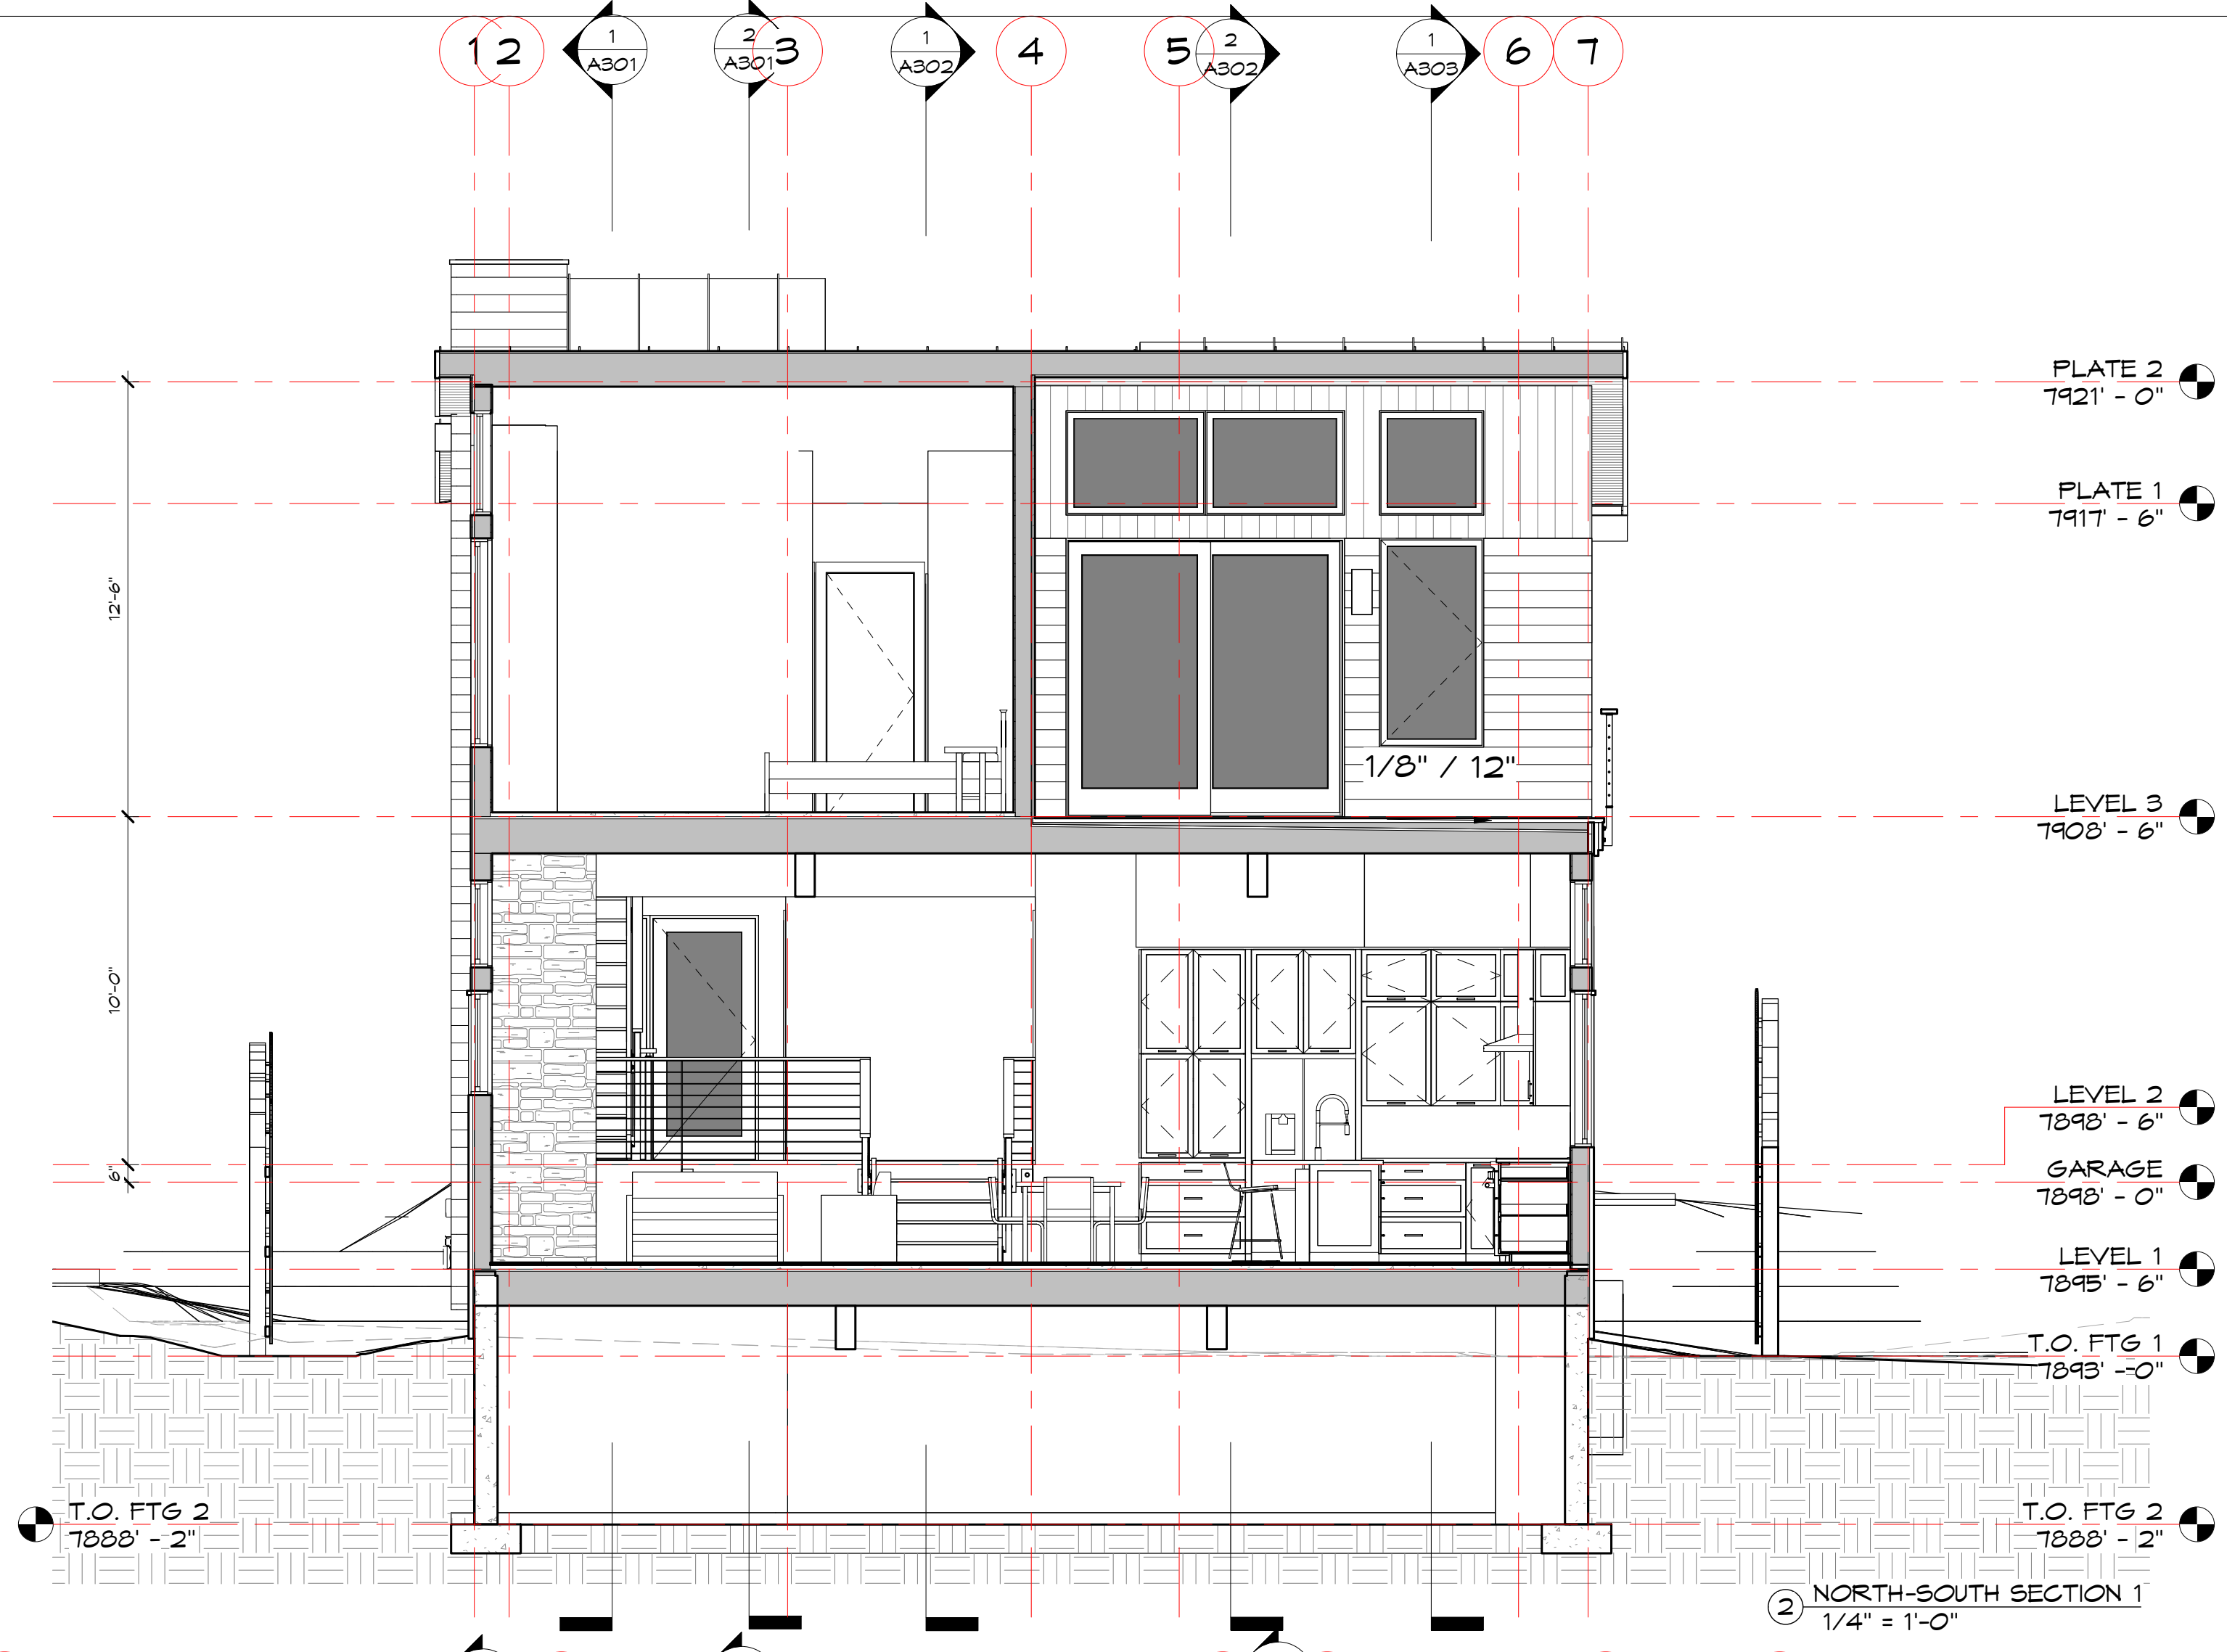 1
2
1
A301
2
A301
3
1
A302
4
5
2
A302
1
A303
6
7
PLATE 2
7921' - 0"
PLATE 1
7917' - 6"
12'-6"
1/8" / 12"
LEVEL 3
7908' - 6"
10'-0"
LEVEL 2
7898' - 6"
6"
GARAGE
7898' - 0"
LEVEL 1
7895' - 6"
T.O. FTG 1
7893' - 0"
T.O. FTG 2
7888' - 2"
T.O. FTG 2
7888' - 2"
2
NORTH-SOUTH SECTION 1
1/4" = 1'-0"